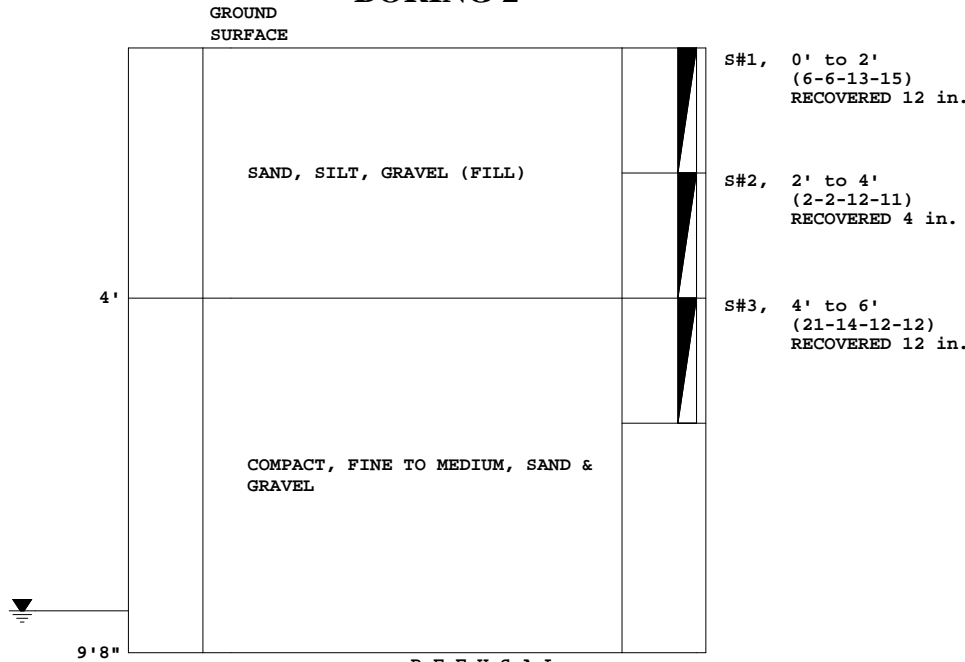 BORING 2
GROUND
SURFACE
S#1, 0' to 2'
(6-6-13-15)
RECOVERED 12 in.
SAND, SILT, GRAVEL (FILL)
S#2, 2' to 4'
(2-2-12-11)
RECOVERED 4 in.
4'
S#3, 4' to 6'
(21-14-12-12)
RECOVERED 12 in.
COMPACT, FINE TO MEDIUM, SAND &
GRAVEL
9'8"
R E F U S A L